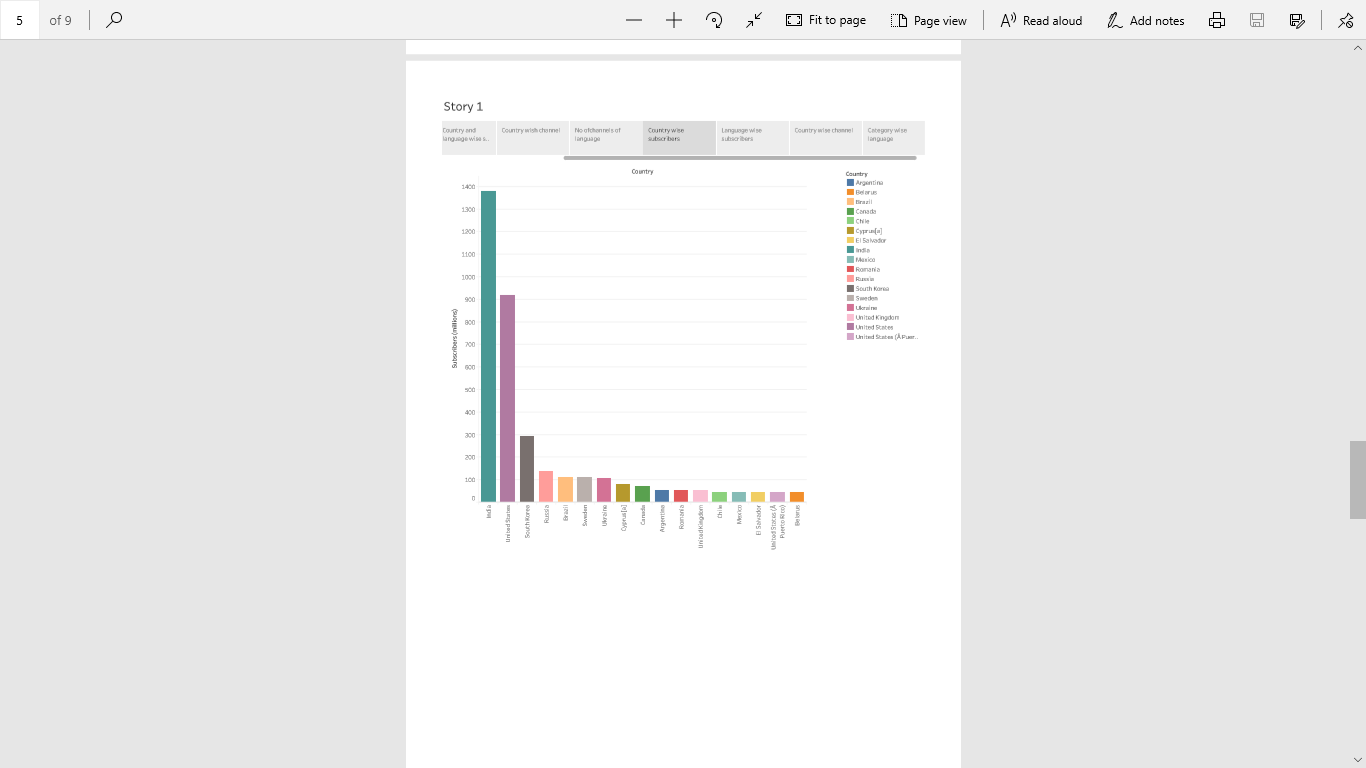 5 of 9 Fit to page Page view Read aloud Add notes
Story 1
Country and
language wise s..
Country wish channel
No ofchannels of
language
Country wise
subscribers
Language wise
subscribers
Country wise channel
Category wise
language
Country
1400
1300
1200
1100
1000
900
800
700
600
500
400
300
200
100
0
Subscribers (millions)
India
United States
South Korea
Russia
Brazil
Sweden
Ukraine
Cyprus[a]
Canada
Argentina
Romania
United Kingdom
Chile
Mexico
El Salvador
United States (Â
Puerto Rico)
Belarus
Country
Argentina
Belarus
Brazil
Canada
Chile
Cyprus[a]
El Salvador
India
Mexico
Romania
Russia
South Korea
Sweden
Ukraine
United Kingdom
United States
United States (Â Puer..